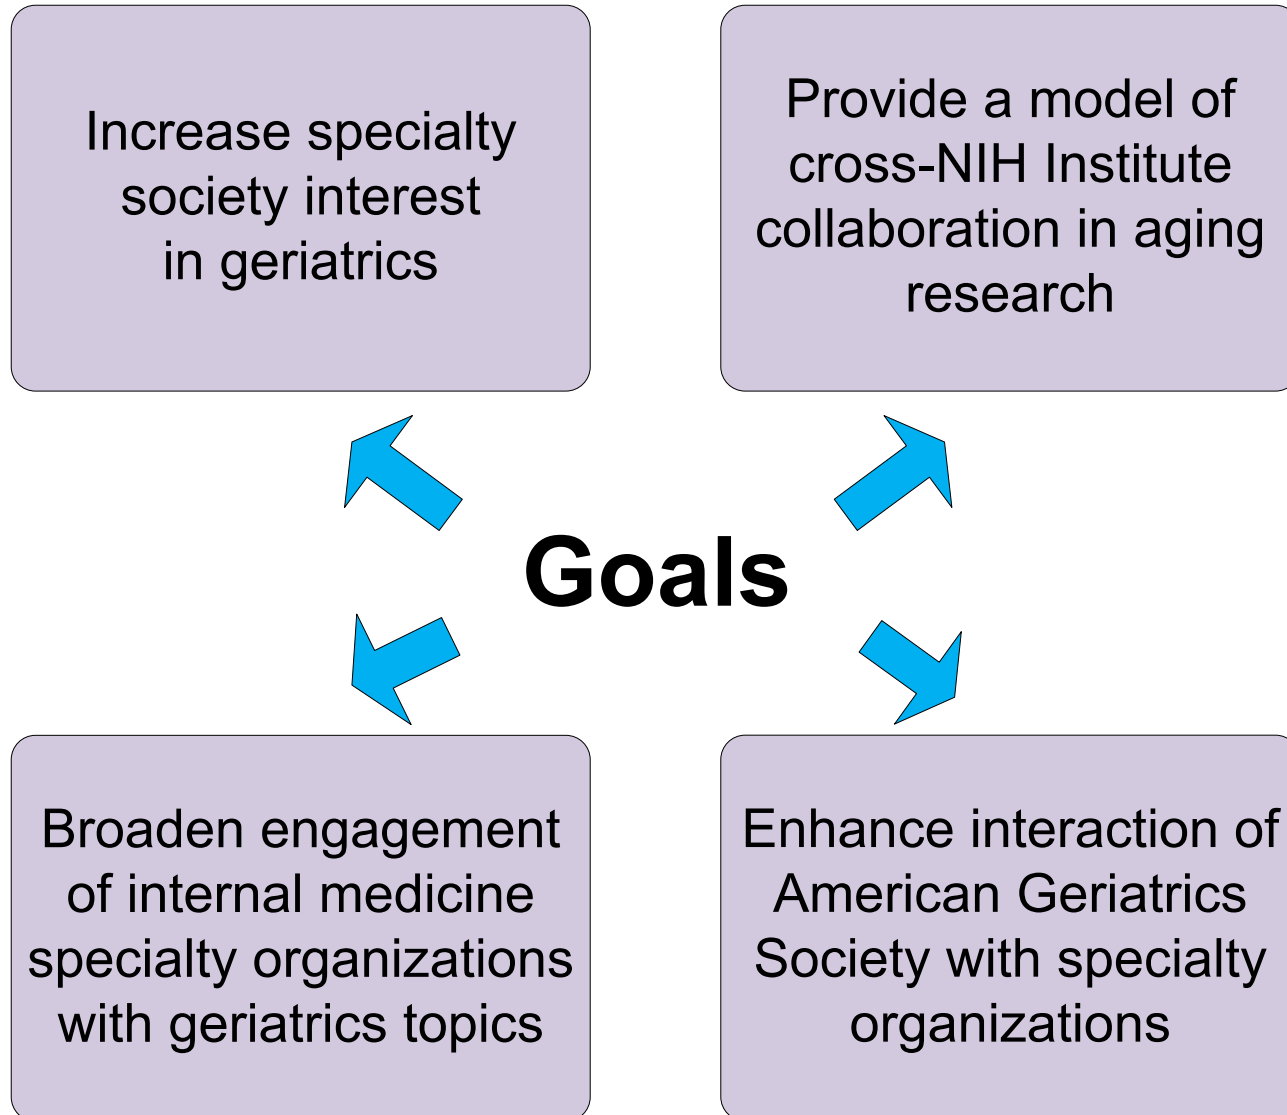 Increase specialty
society interest
in geriatrics
Provide a model of
cross-NIH Institute
collaboration in aging
research
Goals
Broaden engagement
of internal medicine
specialty organizations
with geriatrics topics
Enhance interaction of
American Geriatrics
Society with specialty
organizations